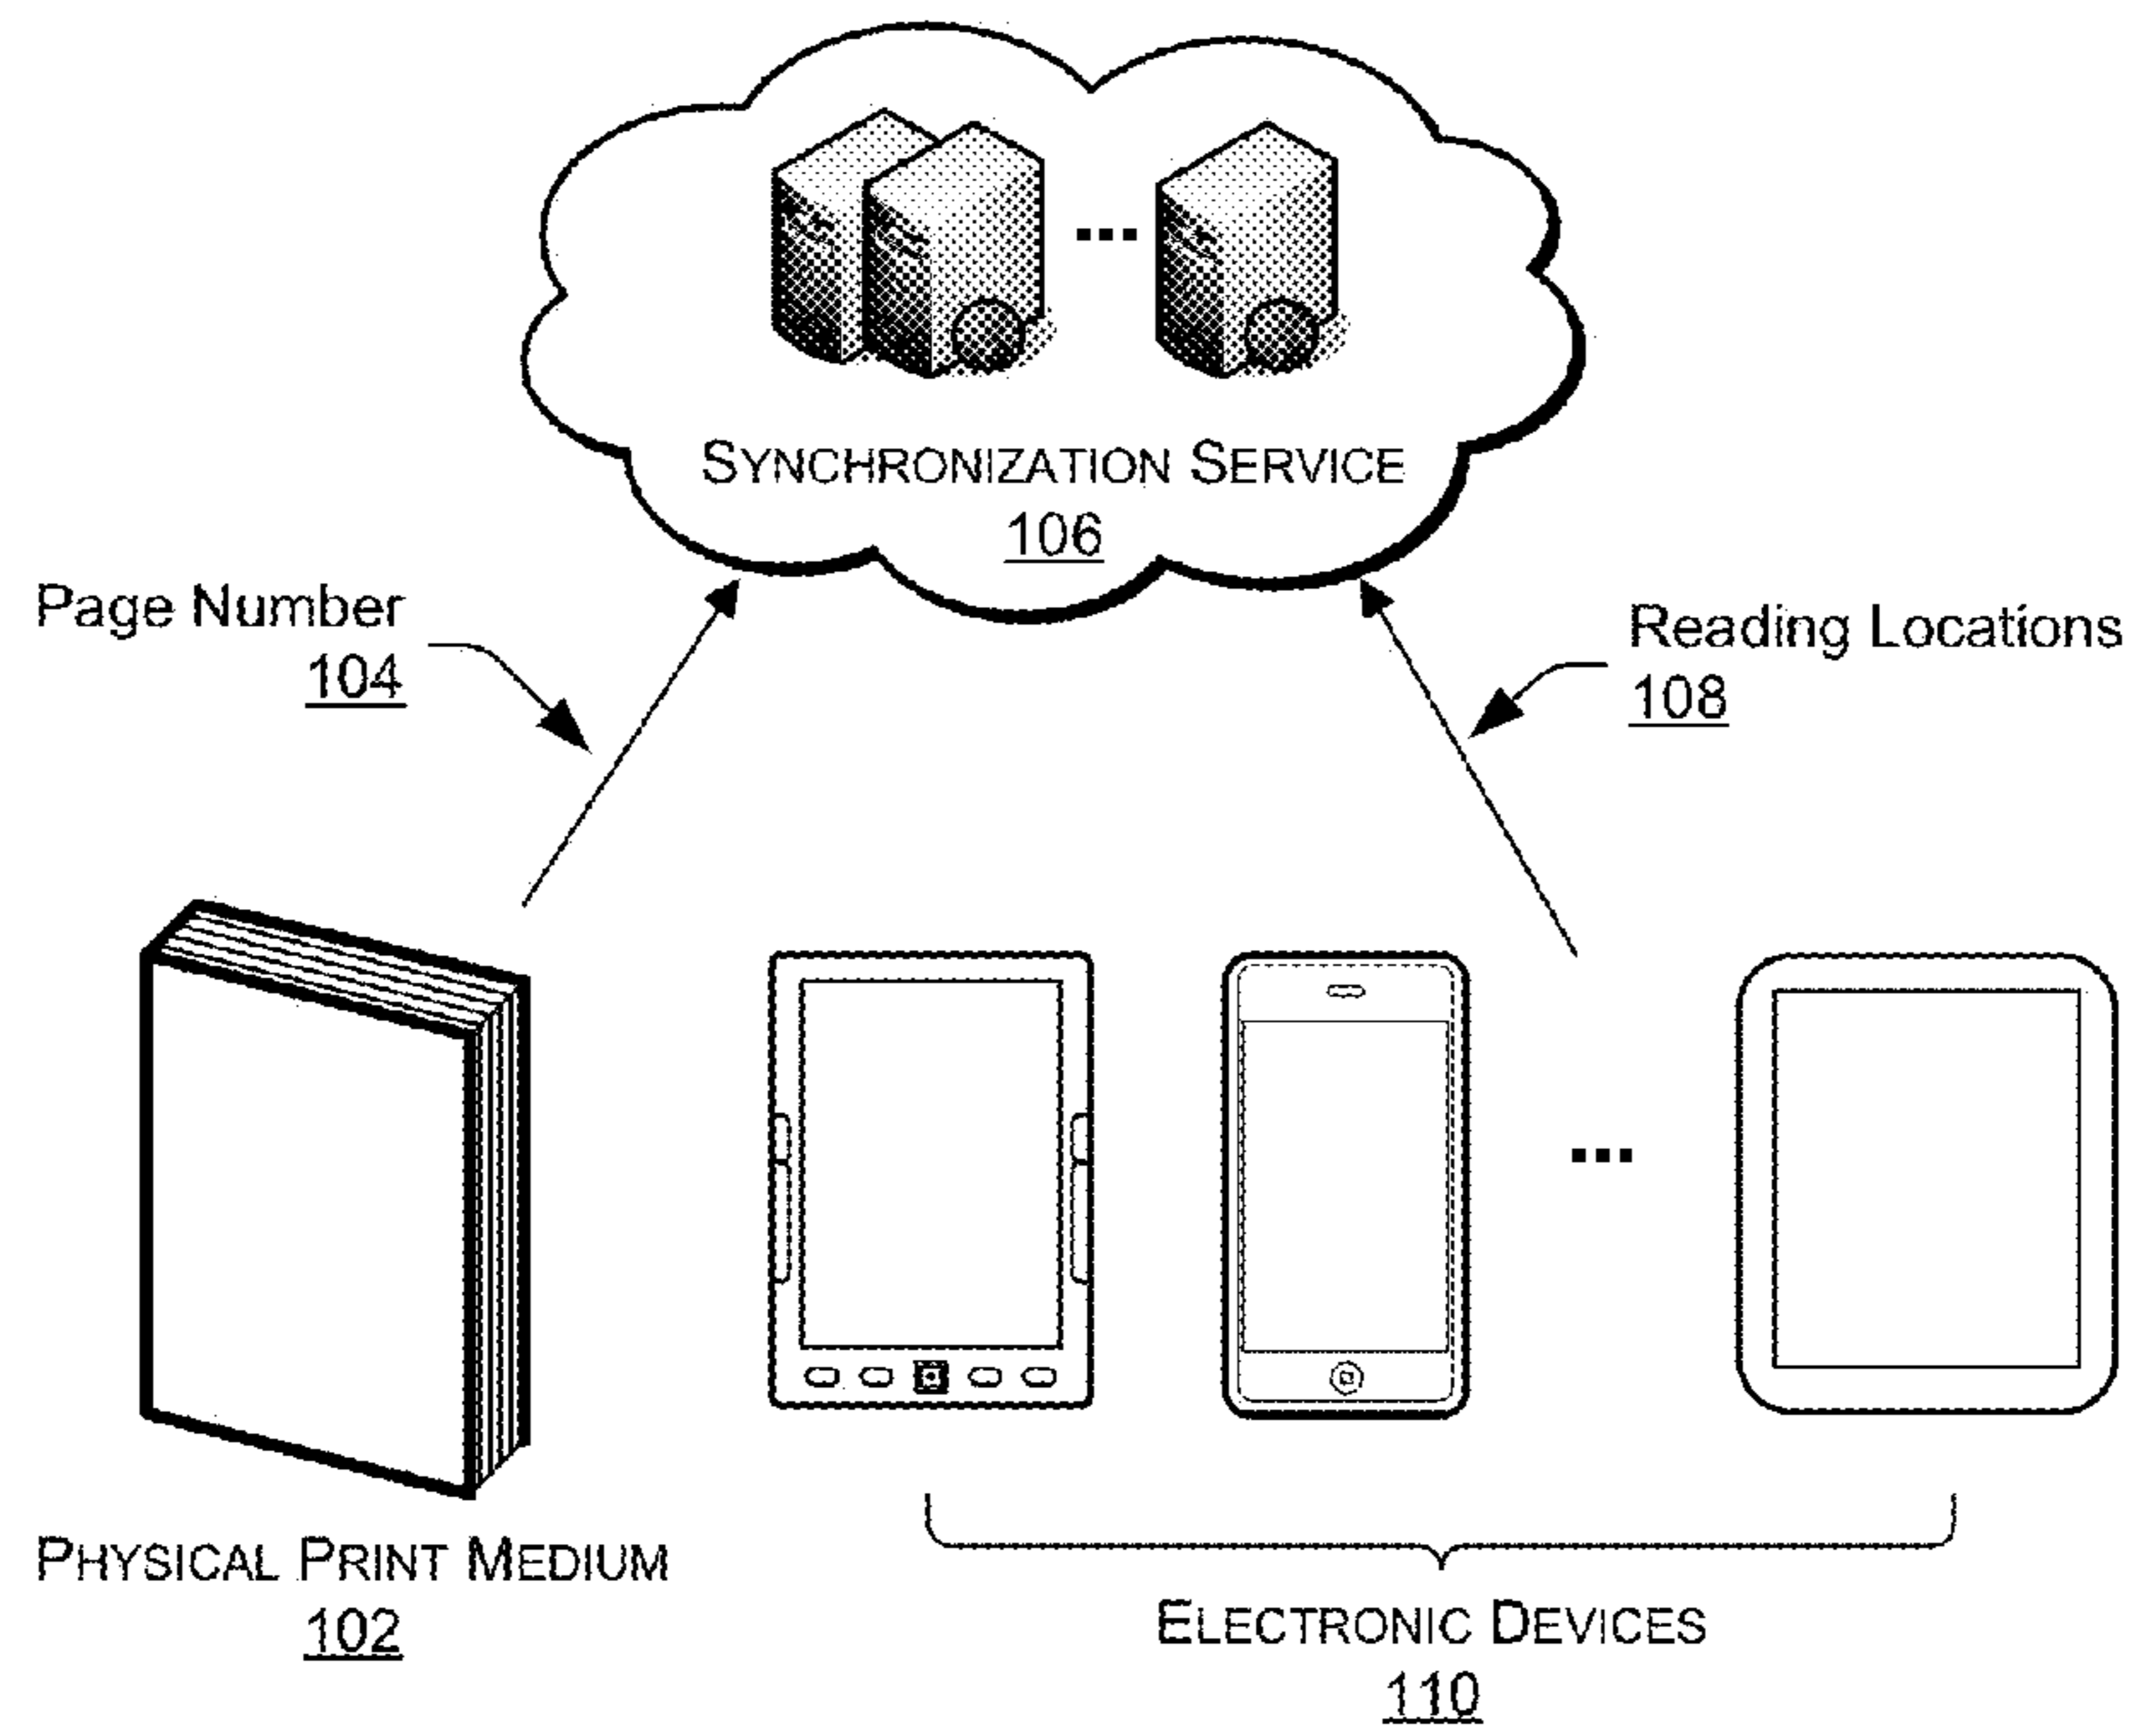 SYNCHRONIZATION SERVICE
106
Page Number
104
Reading Locations
108
PHYSICAL PRINT MEDIUM
102
ELECTRONIC DEVICES
110